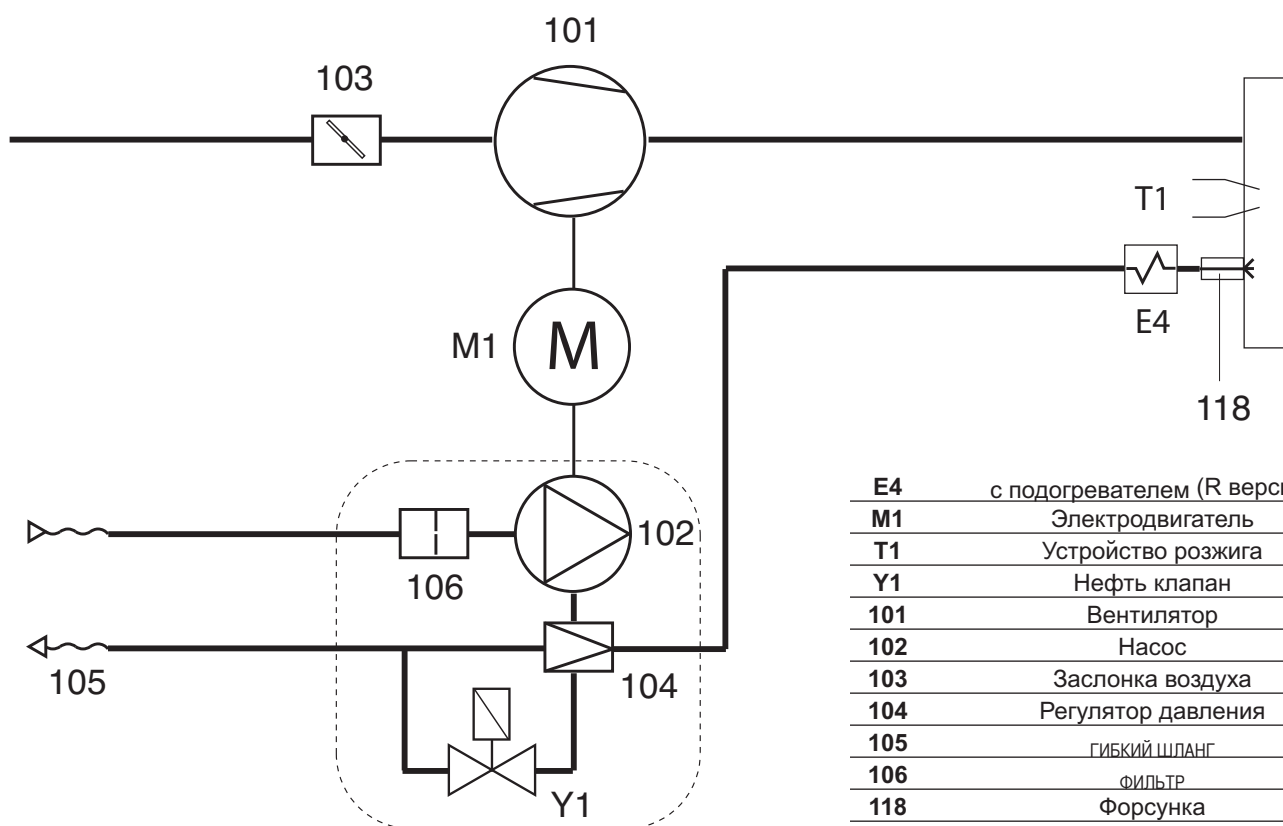 101
103
T1
E4
M1
M
118
102
106
105
104
Y1
E4 с подогревателем (R верси
M1 Электродвигатель
T1 Устройство розжига
Y1 Нефть клапан
101 Вентилятор
102 Насос
103 Заслонка воздуха
104 Регулятор давления
105 ГИБКИЙ ШЛАНГ
106 ФИЛЬТР
118 Форсунка